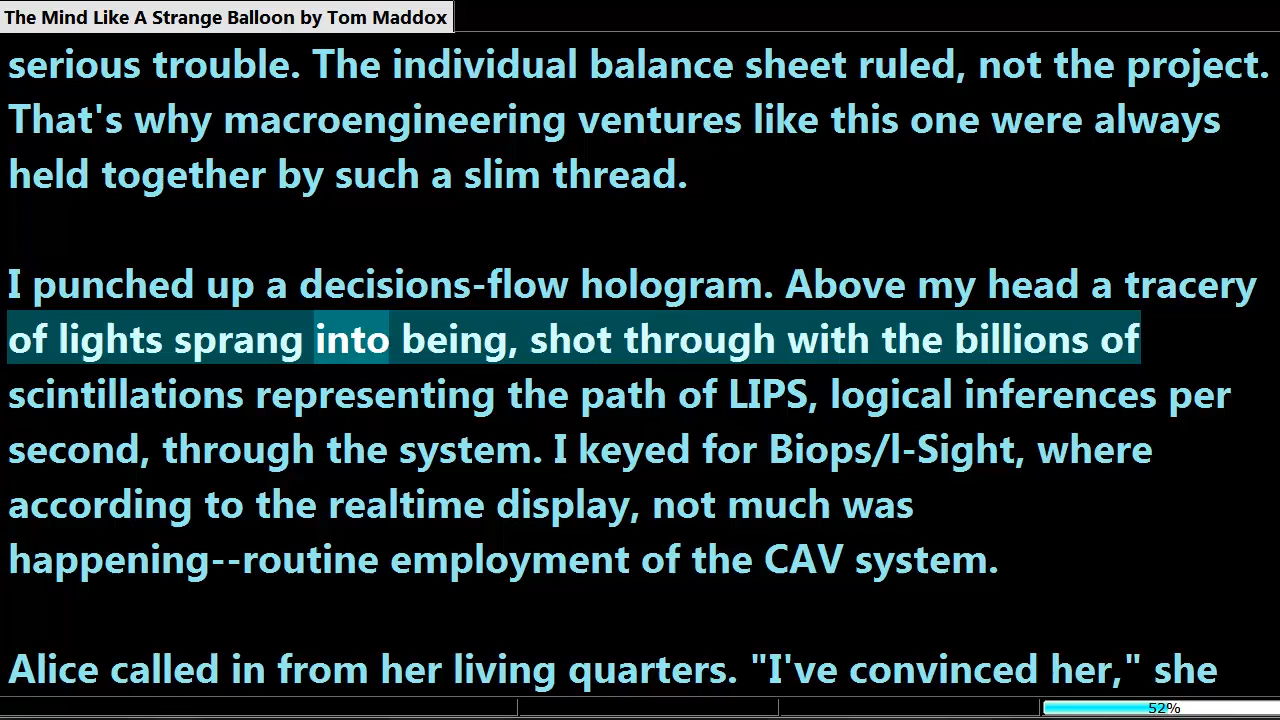 The Mind Like A Strange Balloon by Tom Maddox
serious trouble. The individual balance sheet ruled, not the project.
That's why macroengineering ventures like this one were always
held together by such a slim thread.
I punched up a decisions-flow hologram. Above my head a tracery
of lights sprang into being, shot through with the billions of
scintillations representing the path of LIPS, logical inferences per
second, through the system. I keyed for Biops/l-Sight, where
according to the realtime display, not much was
happening--routine employment of the CAV system.
Alice called in from her living quarters. "I've convinced her," she
52%